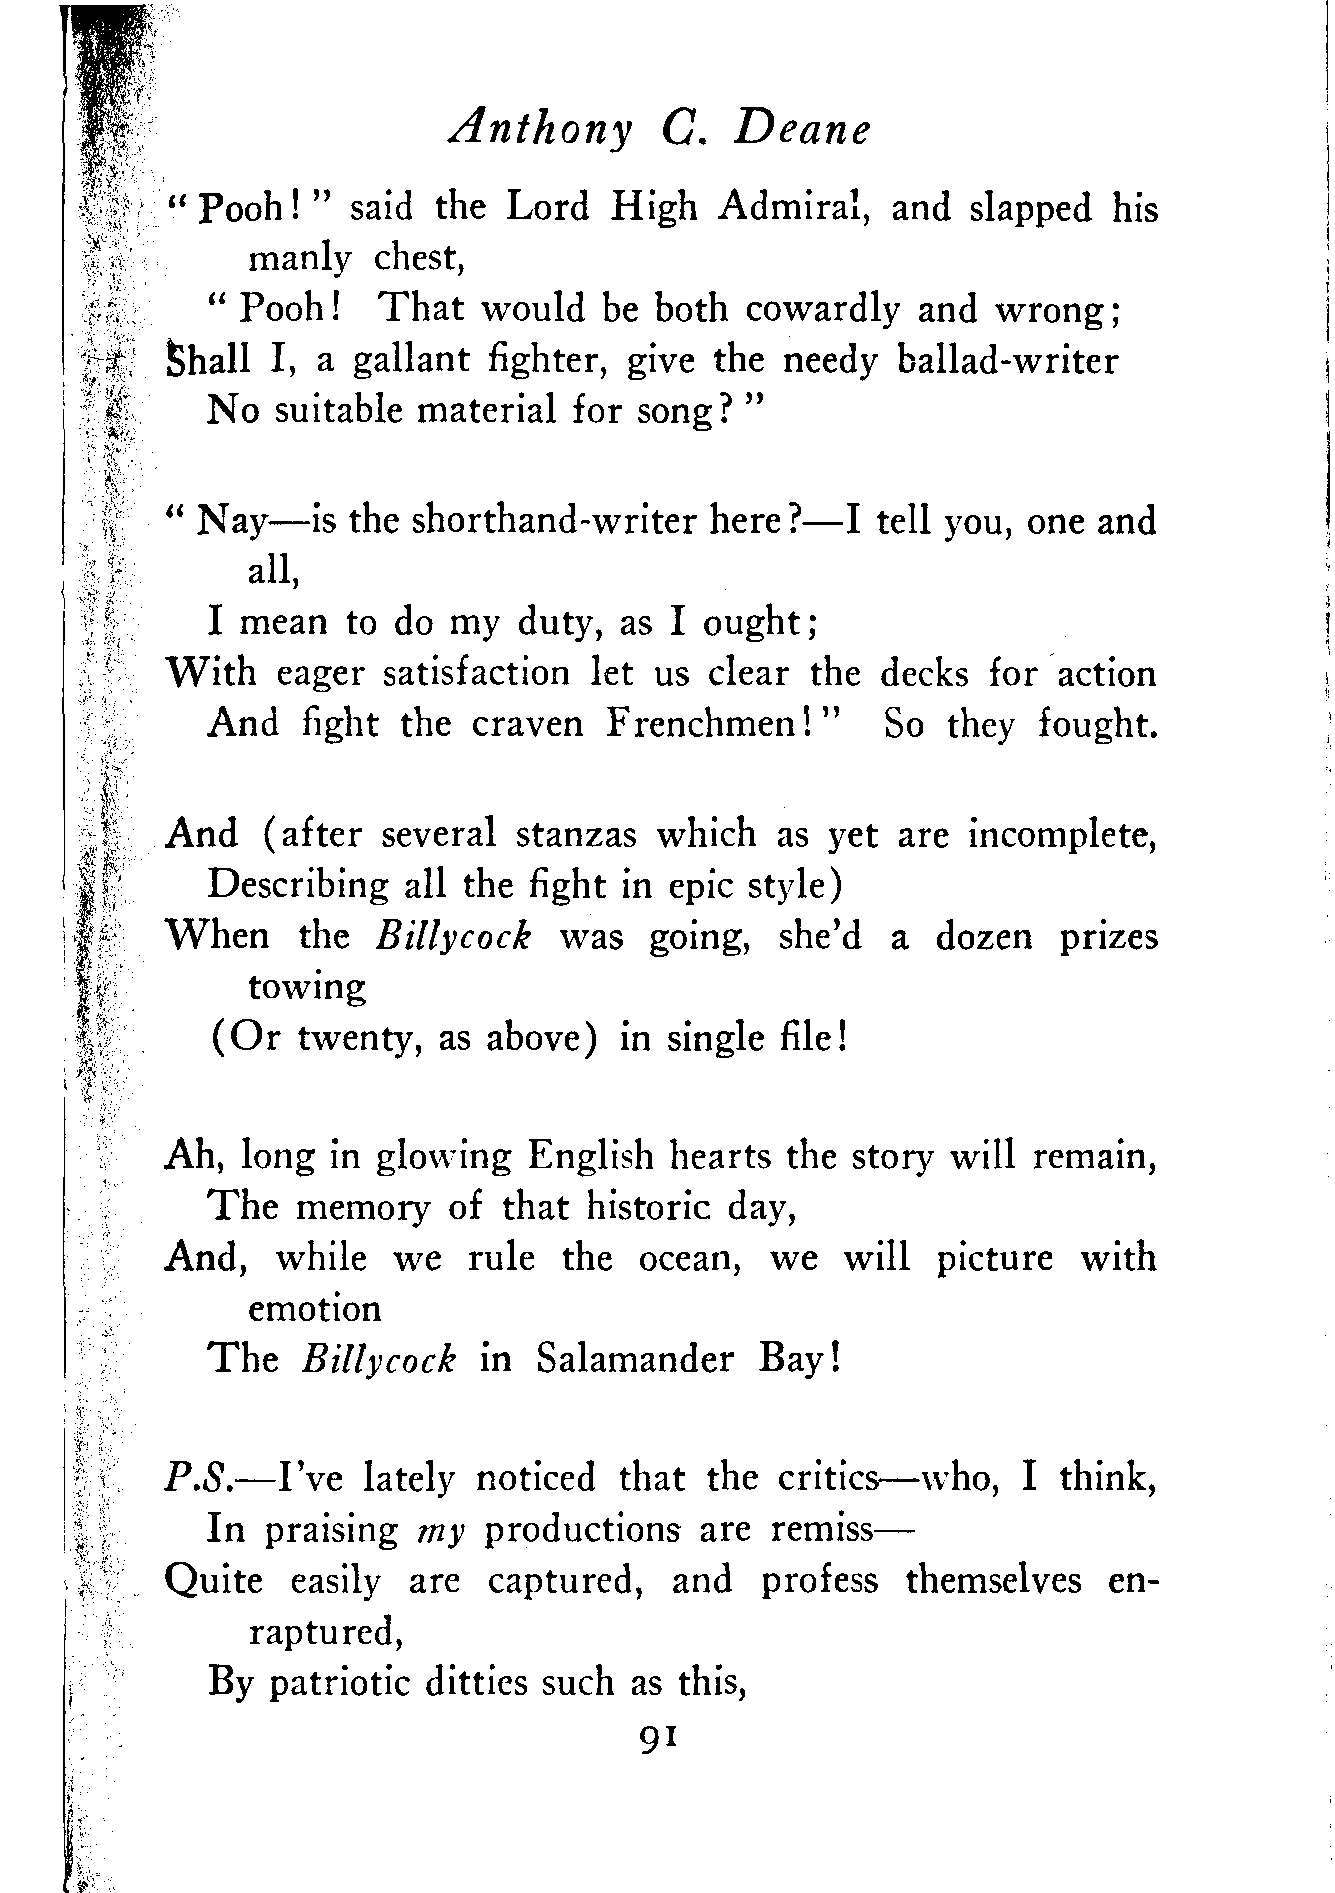 Anthony C. Deane
“ Pooh! ” said the Lord High Admiral, and slapped his
manly chest,
“ Pooh! That would be both cowardly and wrong;
Shall I, a gallant fighter, give the needy ballad-writer
No suitable material for song? ”
“ Nay—is the shorthand-writer here?—I tell you, one and
all,
I mean to do my duty, as I ought;
With eager satisfaction let us clear the decks for action
And fight the craven Frenchmen! ” So they fought.
And (after several stanzas which as yet are incomplete,
Describing all the fight in epic style)
When the Billycock was going, she’d a dozen prizes
towing
(Or twenty, as above) in single file!
Ah, long in glowing English hearts the story will remain,
The memory of that historic day,
And, while we rule the ocean, we will picture with
emotion
The Billycock in Salamander Bay!
P.S.—I’ve lately noticed that the critics—who, I think,
In praising my productions are remiss—
Quite easily are captured, and profess themselves en-
raptured,
By patriotic ditties such as this,
91